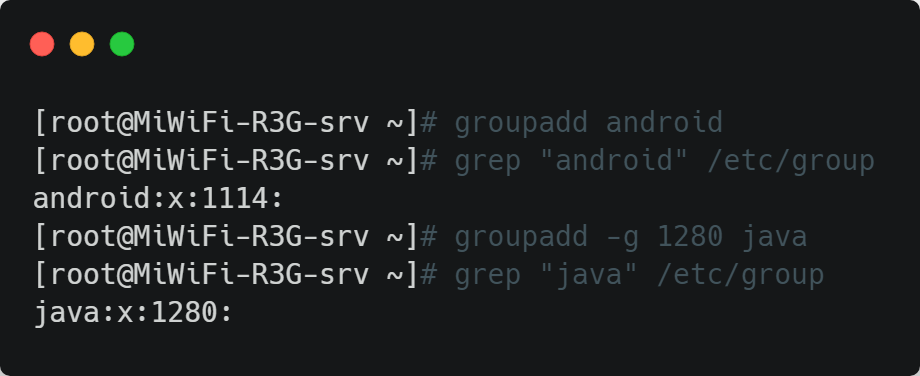 [root@MiWiFi-R3G-srv ~]# groupadd android
[root@MiWiFi-R3G-srv ~]# grep "android" /etc/group
android:x:1114:
[root@MiWiFi-R3G-srv ~]# groupadd -g 1280 java
[root@MiWiFi-R3G-srv ~]# grep "java" /etc/group
java:x:1280: